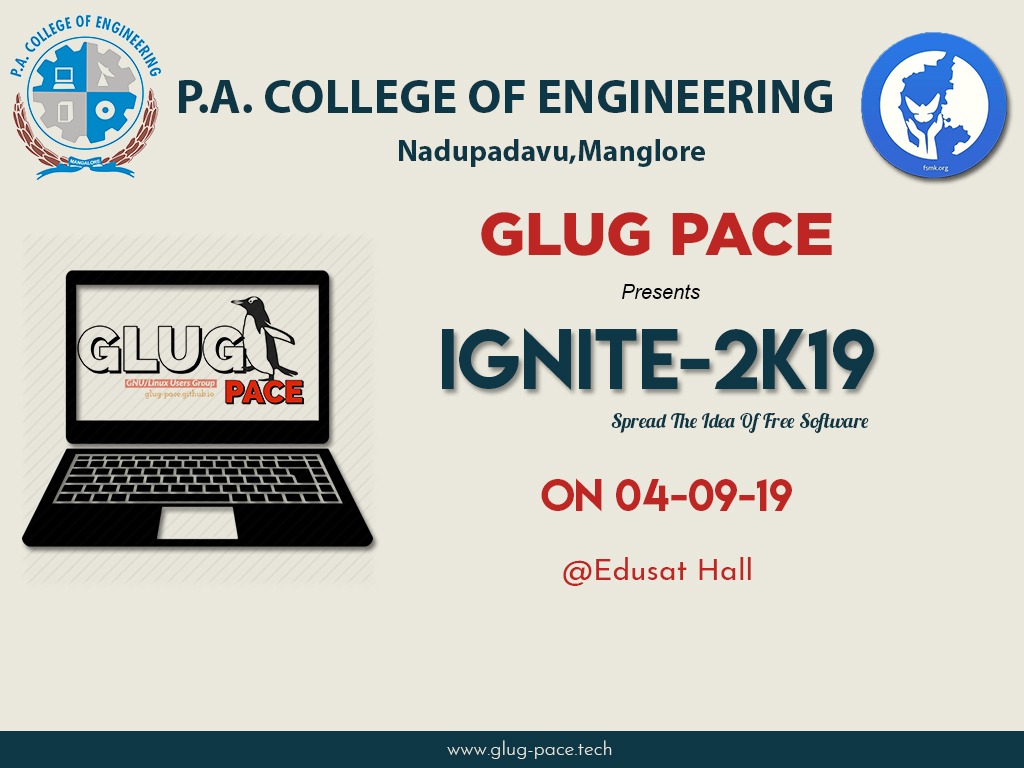 P.A. COLLEGE OF ENGINEERING
MANGALORE
P.A. COLLEGE OF ENGINEERING
Nadupadavu,Manglore
fsmk.org
GLUG PACE
Presents
IGNITE-2K19
Spread The Idea Of Free Software
ON 04-09-19
@Edusat Hall
GLUG
GNU/Linux Users Group
PACE
glug-pace.github.io
www.glug-pace.tech